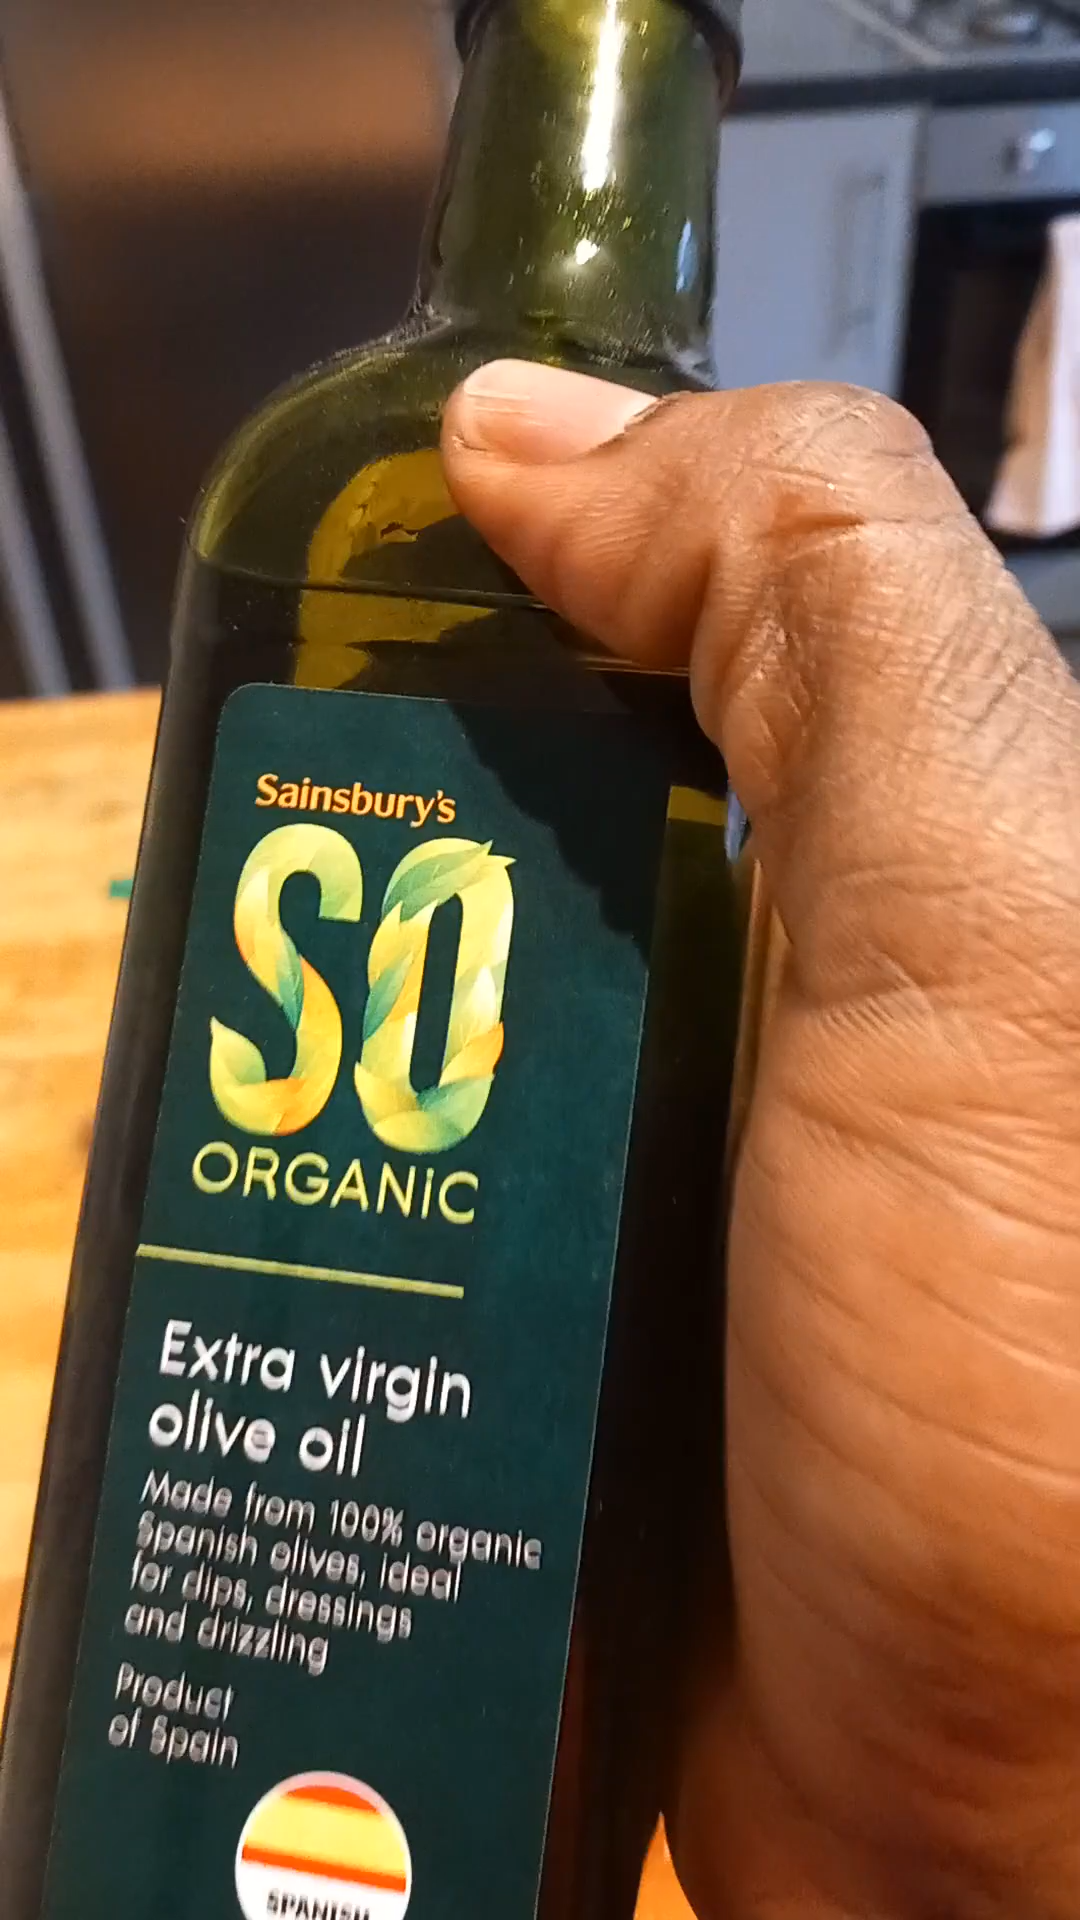 Sainsbury's
SO
ORGANIC
Extra virgin
olive oil
Made from 100% organic
Spanish olives, ideal
for dips, dressings
and drizzling
Product
of Spain
SPANISH